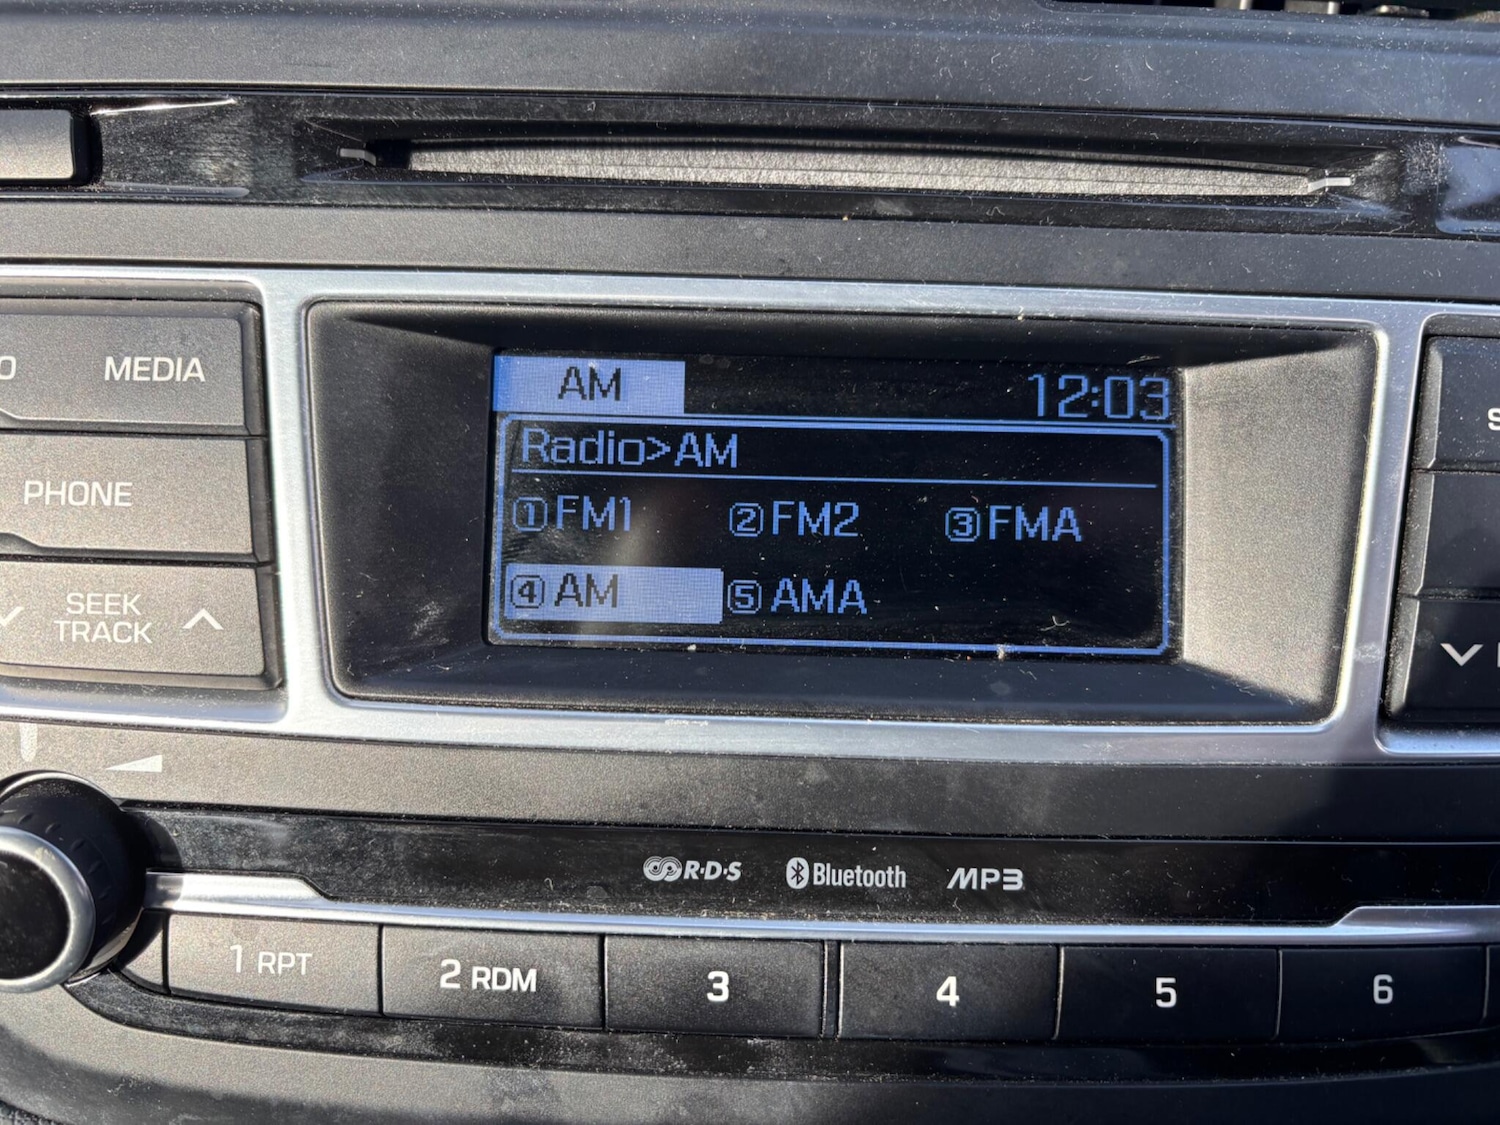 MEDIA
PHONE
SEEK
TRACK
AM 12:03
Radio>AM
①FM1 ②FM2 ③FMA
④AM ⑤AMA
R·D·S Bluetooth MP3
1 RPT 2 RDM 3 4 5 6